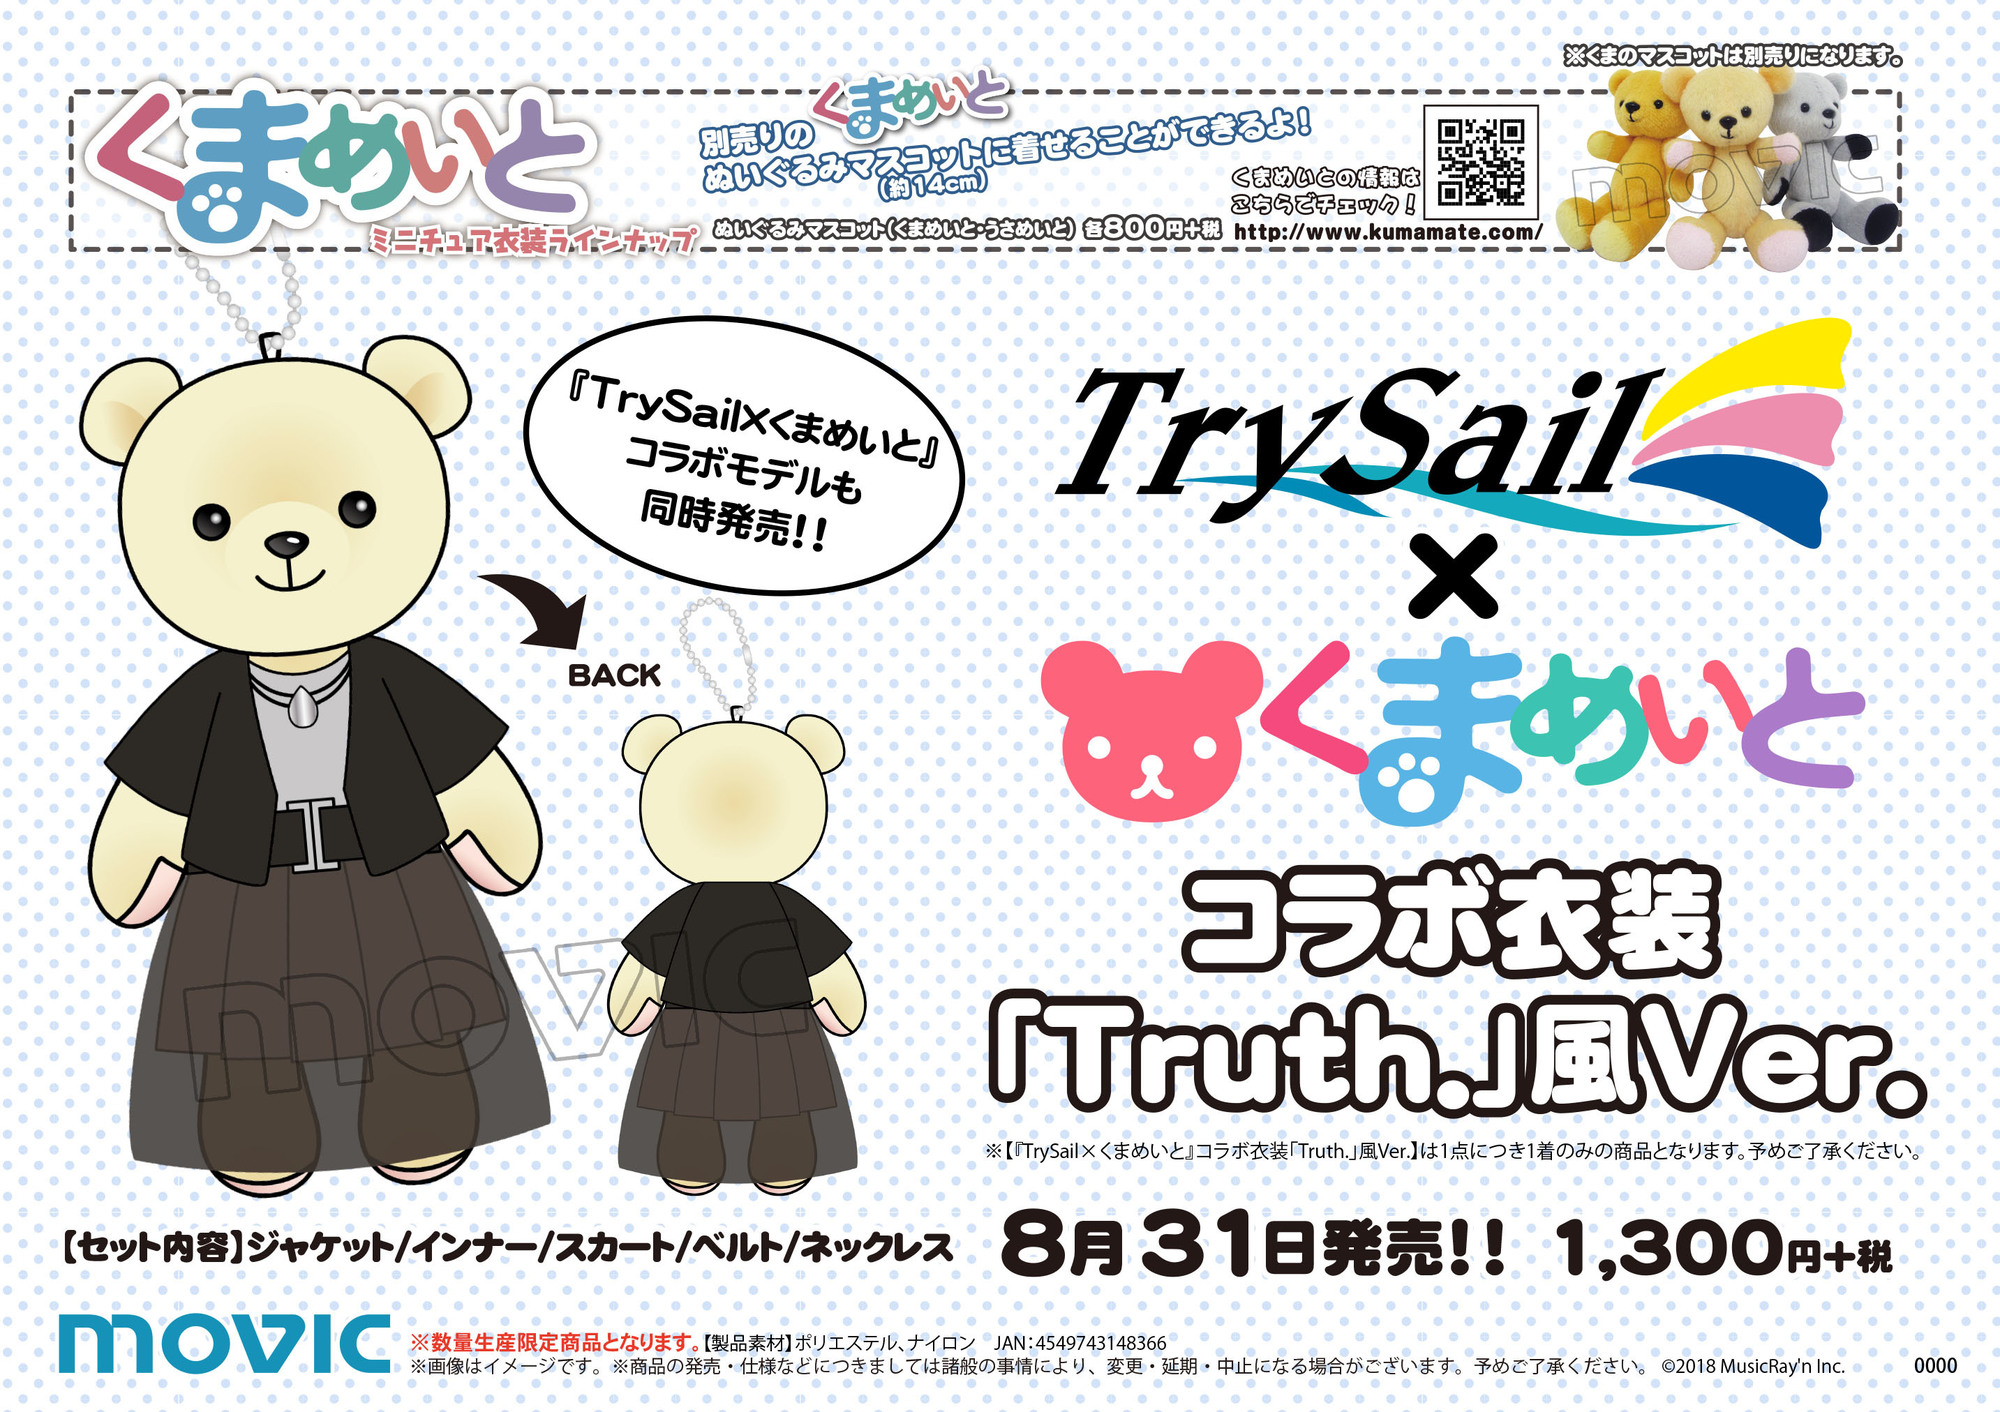 ※くまのマスコットは別売りになります。
くまめいと
ミニチュア衣装ラインナップ
別売りの くまめいと
ぬいぐるみマスコットに着せることができるよ！
(約14cm)
ぬいぐるみマスコット(くまめいと・うさめいと) 各800円+税
くまめいとの情報は
こちらでチェック！
http://www.kumamate.com/
movic
『TrySail×くまめいと』
コラボモデルも
同時発売!!
BACK
TrySail
×
くまめいと
コラボ衣装
「Truth.」風Ver.
※【『TrySail×くまめいと』コラボ衣装「Truth.」風Ver.】は1点につき1着のみの商品となります。予めご了承ください。
movic
【セット内容】ジャケット/インナー/スカート/ベルト/ネックレス
8月31日発売!! 1,300円+税
movic
※数量生産限定商品となります。【製品素材】ポリエステル、ナイロン JAN：4549743148366
※画像はイメージです。※商品の発売・仕様などにつきましては諸般の事情により、変更・延期・中止になる場合がございます。予めご了承ください。 ©2018 MusicRay'n Inc. 0000